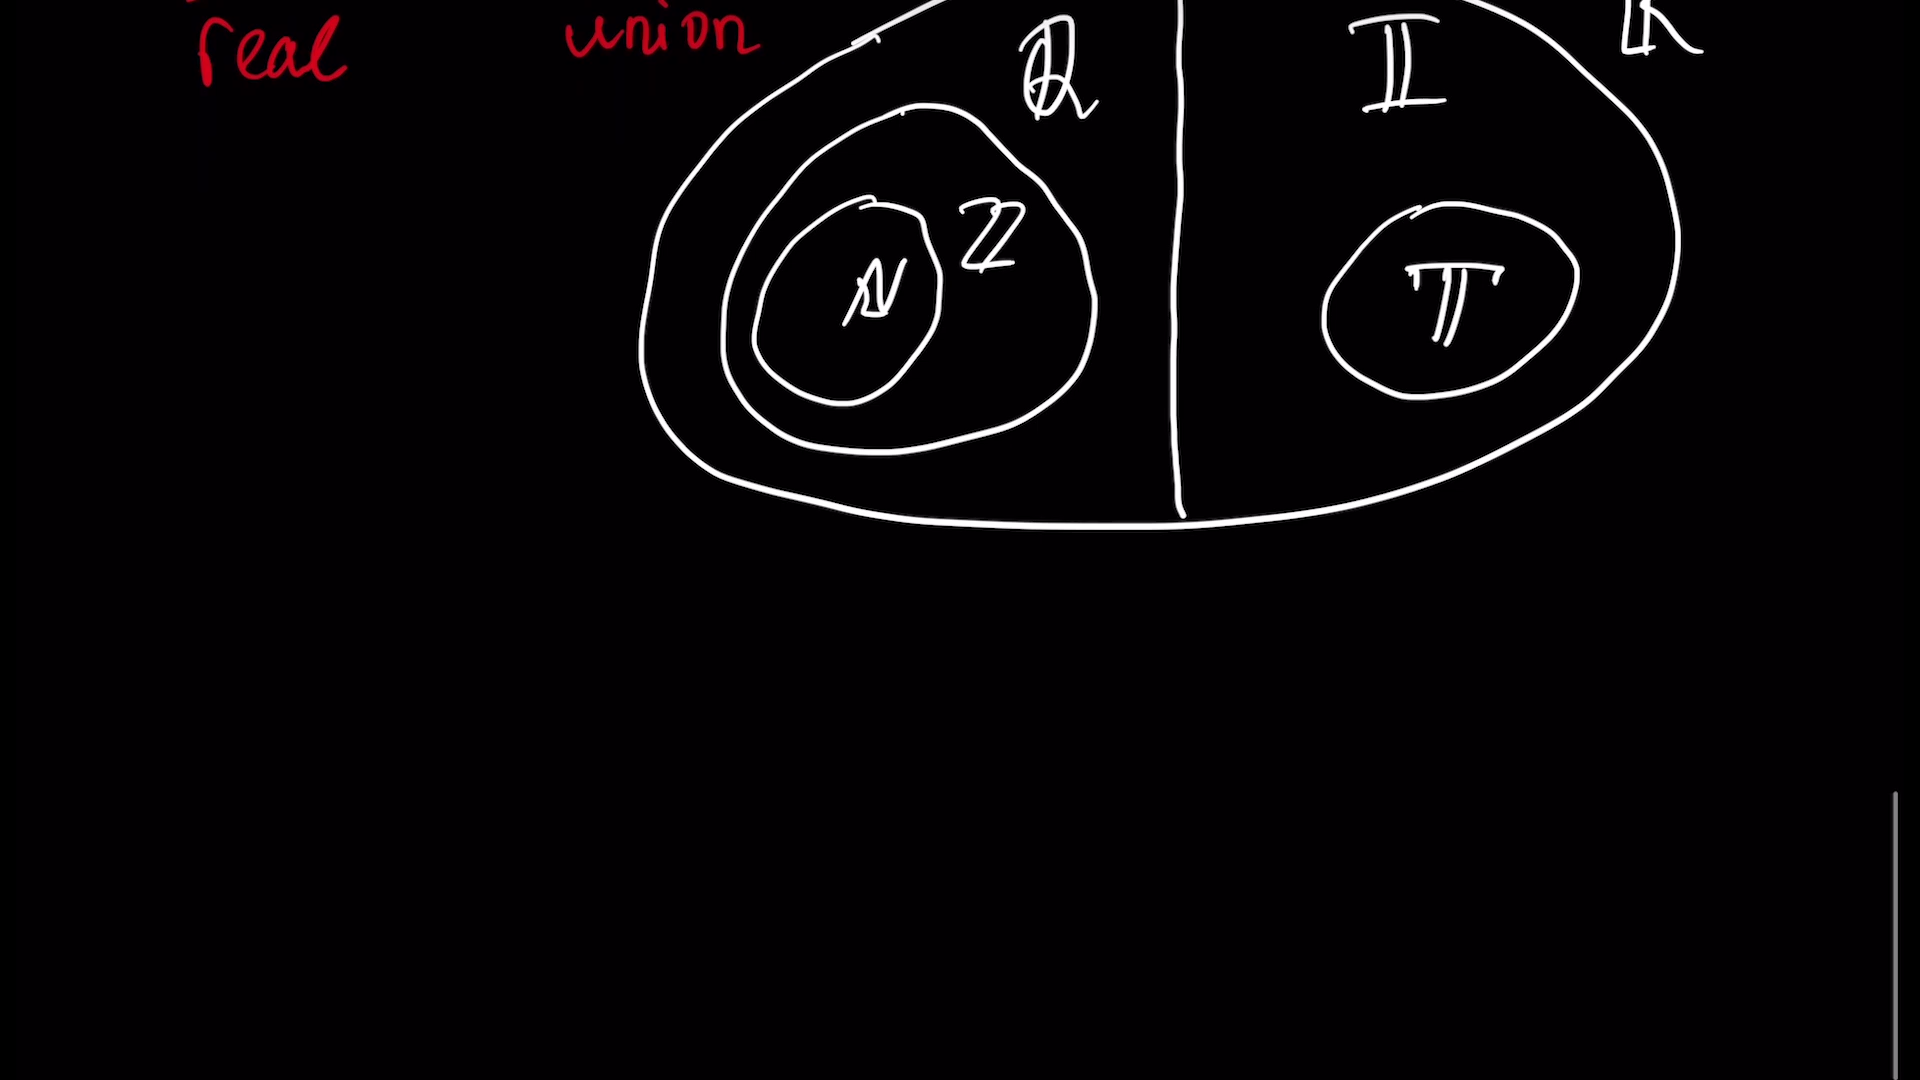 real union ℚ 𝕀 ℝ
ℕ ℤ 𝕋